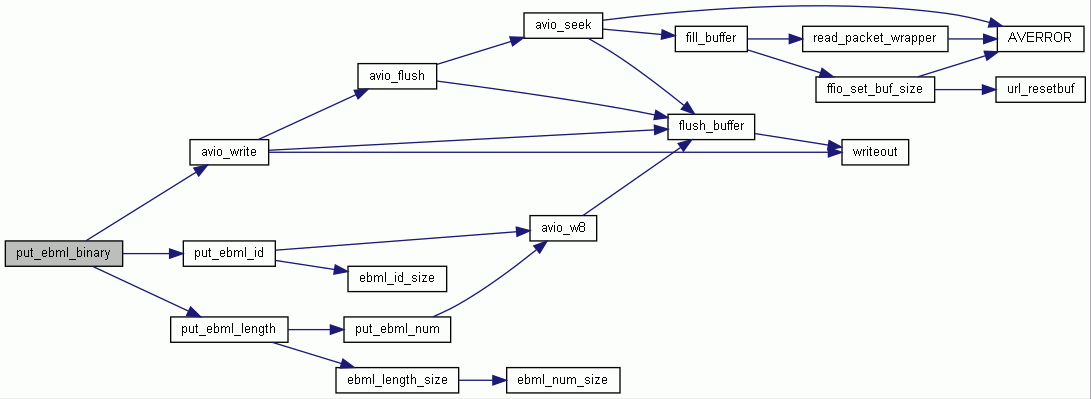 avio_seek
fill_buffer
read_packet_wrapper
AVERROR
avio_flush
ffio_set_buf_size
url_resetbuf
flush_buffer
avio_write
writeout
avio_w8
put_ebml_binary
put_ebml_id
ebml_id_size
put_ebml_length
put_ebml_num
ebml_length_size
ebml_num_size